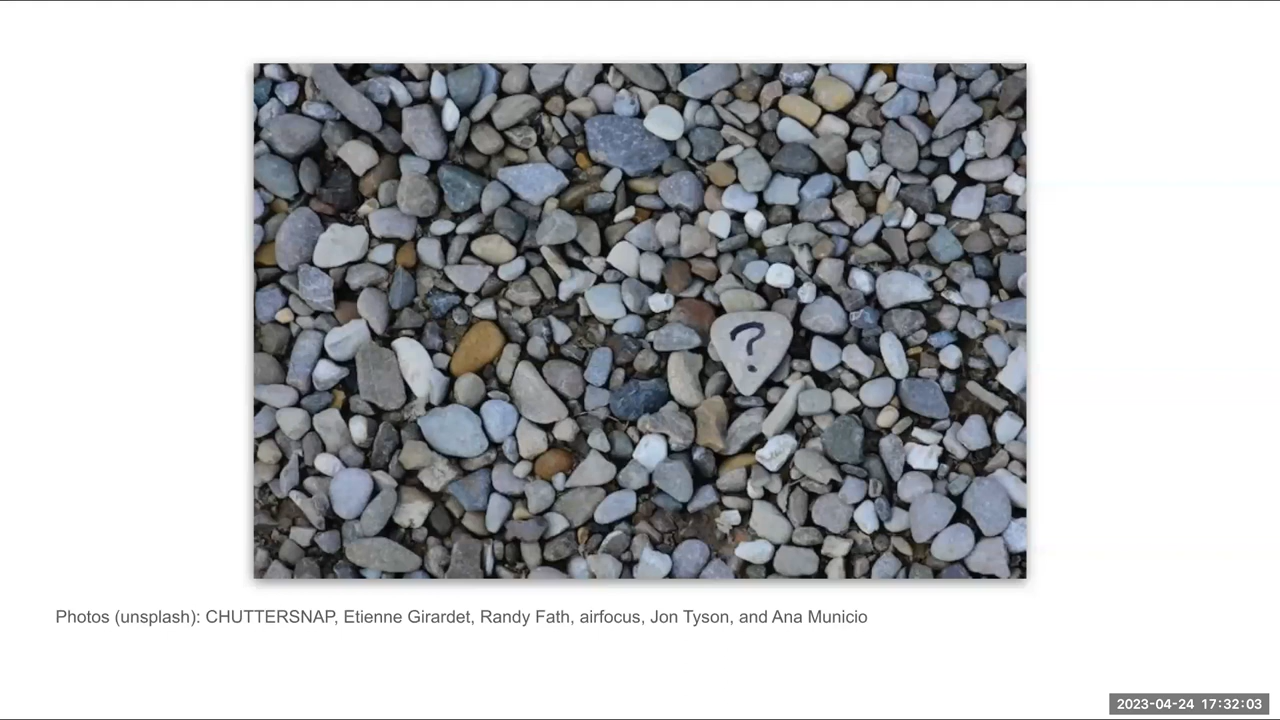 ?
Photos (unsplash): CHUTTERSNAP, Etienne Girardet, Randy Fath, airfocus, Jon Tyson, and Ana Municio
2023-04-24 17:32:03